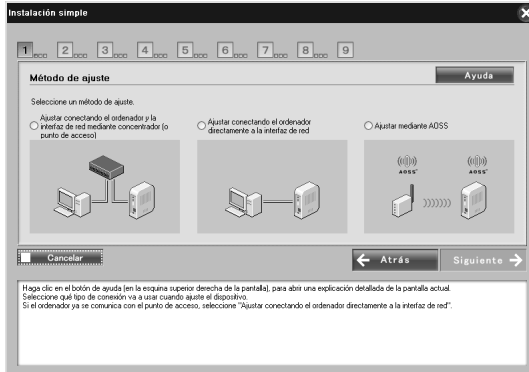 Instalación simple
1 2 3 4 5 6 7 8 9
Método de ajuste
Ayuda
Seleccione un método de ajuste.
Ajustar conectando el ordenador y la
interfaz de red mediante concentrador (o
punto de acceso)
Ajustar conectando el ordenador
directamente a la interfaz de red
Ajustar mediante AOSS
AOSS
AOSS
Cancelar
Atrás
Siguiente
Haga clic en el botón de ayuda (en la esquina superior derecha de la pantalla), para abrir una explicación detallada de la pantalla actual.
Seleccione qué tipo de conexión va a usar cuando ajuste el dispositivo.
Si el ordenador ya se comunica con el punto de acceso, seleccione "Ajustar conectando el ordenador directamente a la interfaz de red".